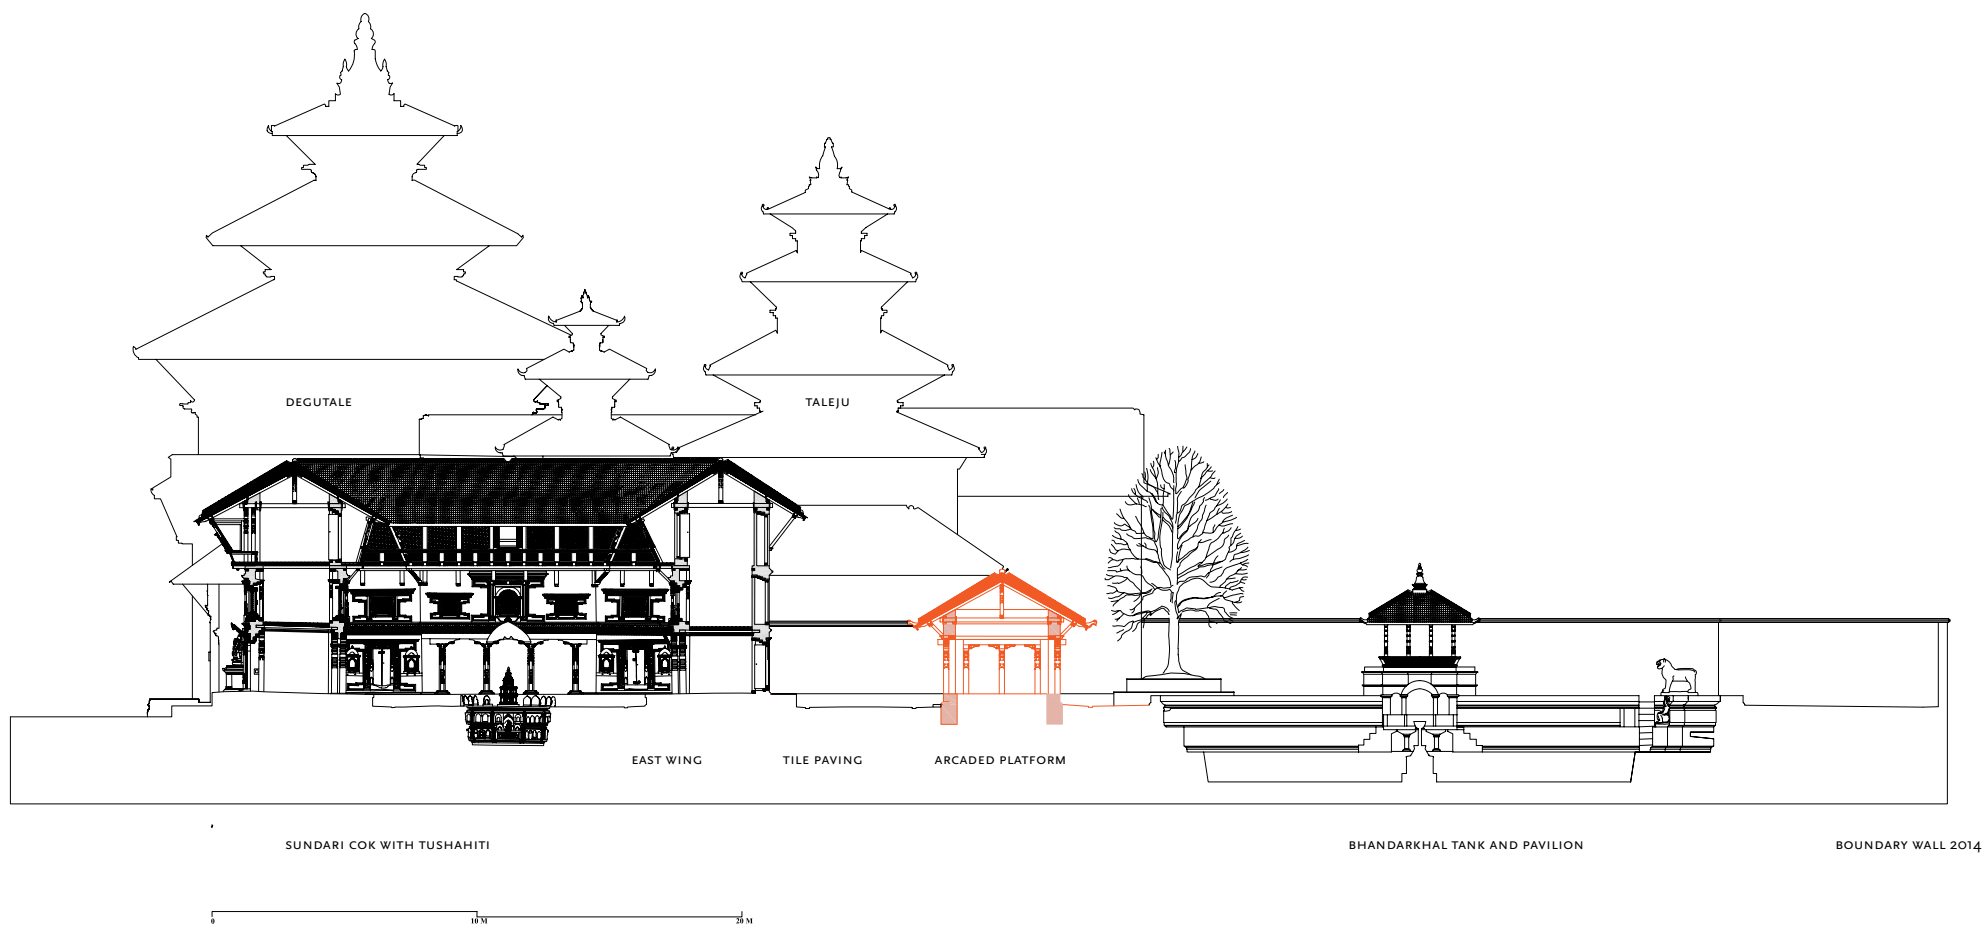 DEGUTALE
TALEJU
EAST WING
TILE PAVING
ARCADED PLATFORM
SUNDARI COK WITH TUSHAHITI
BHANDARKHAL TANK AND PAVILION
BOUNDARY WALL 2014
0
10 M
20 M